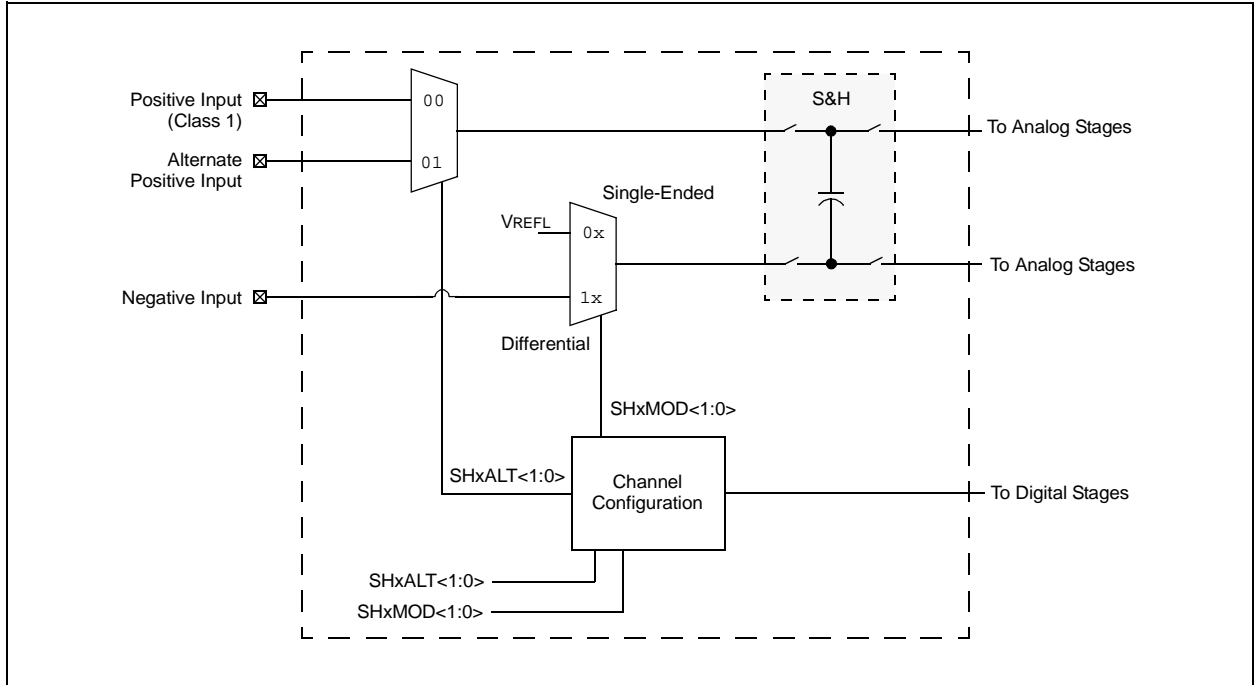 Positive Input
(Class 1)
00
S&H
To Analog Stages
Alternate
Positive Input
01
Single-Ended
VREFL
0x
To Analog Stages
Negative Input
1x
Differential
SHxMOD<1:0>
SHxALT<1:0>
Channel
Configuration
To Digital Stages
SHxALT<1:0>
SHxMOD<1:0>